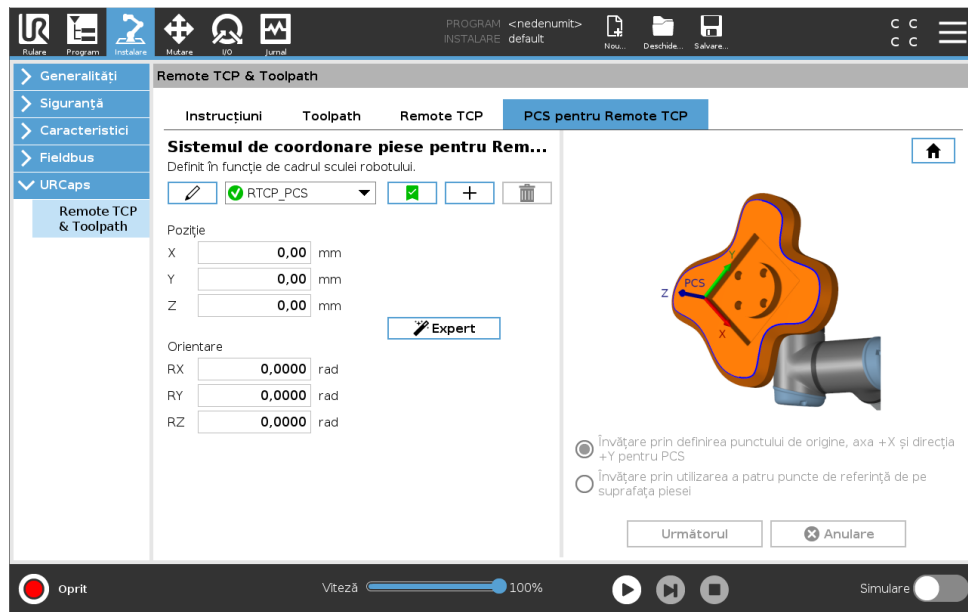 PROGRAM <nedenumit>
INSTALARE default
Rulare
Program
Instalare
Mutare
I/O
Jurnal
Nou...
Deschide...
Salvare...
C C
C C
Generalități
Siguranță
Caracteristici
Fieldbus
URCaps
Remote TCP
& Toolpath
Remote TCP & Toolpath
Instrucțiuni
Toolpath
Remote TCP
PCS pentru Remote TCP
Sistemul de coordonare piese pentru Rem...
Definit în funcție de cadrul sculei robotului.
RTCP_PCS
Poziție
X 0,00 mm
Y 0,00 mm
Z 0,00 mm
Expert
Orientare
RX 0,0000 rad
RY 0,0000 rad
RZ 0,0000 rad
Y
PCS
Z
X
Învățare prin definirea punctului de origine, axa +X și direcția
+Y pentru PCS
Învățare prin utilizarea a patru puncte de referință de pe
suprafața piesei
Următorul
Anulare
Oprit
Viteză 100%
Simulare